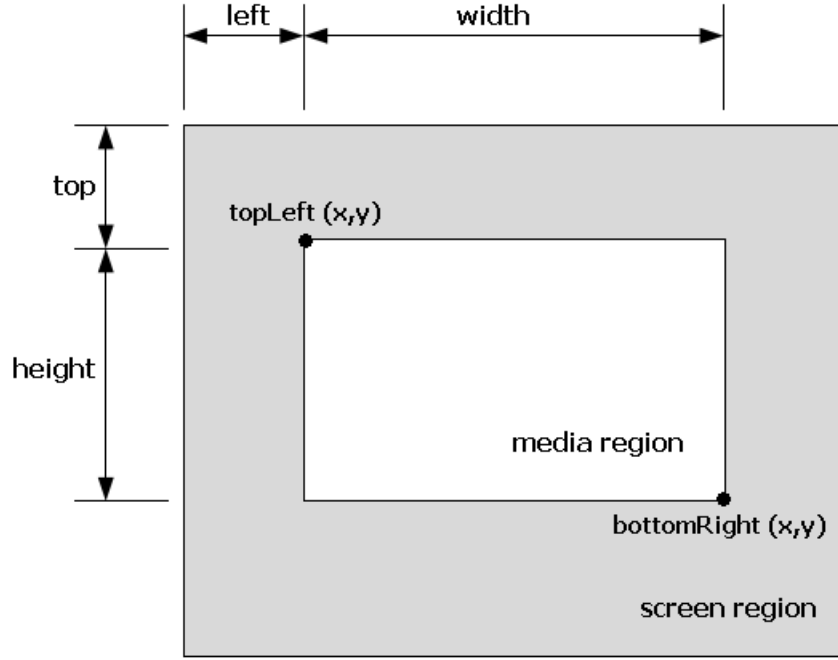 left
width
top
topLeft (x,y)
height
media region
bottomRight (x,y)
screen region